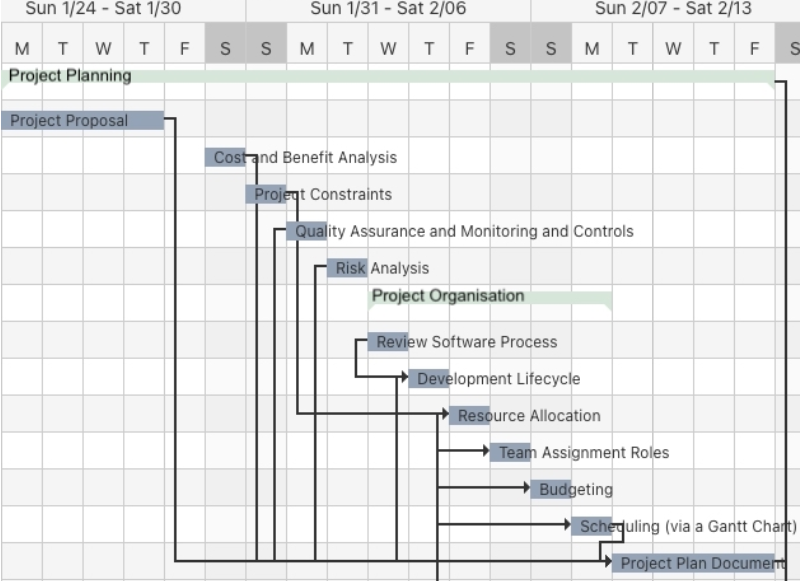 Sun 1/24 - Sat 1/30 Sun 1/31 - Sat 2/06 Sun 2/07 - Sat 2/13
M T W T F S S M T W T F S S M T W T F S
Project Planning
Project Proposal
Cost and Benefit Analysis
Project Constraints
Quality Assurance and Monitoring and Controls
Risk Analysis
Project Organisation
Review Software Process
Development Lifecycle
Resource Allocation
Team Assignment Roles
Budgeting
Scheduling (via a Gantt Chart)
Project Plan Document